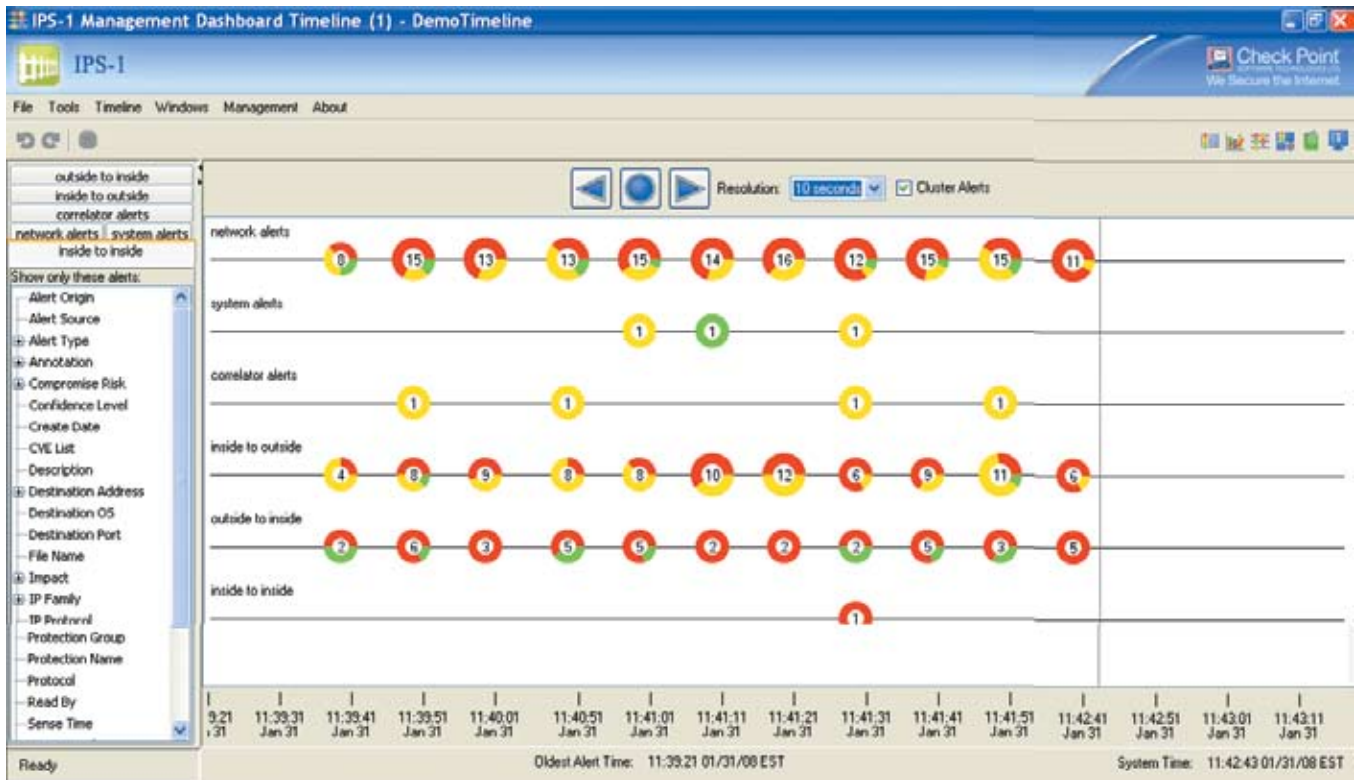 IPS-1 Management Dashboard Timeline (1) - DemoTimeline
IPS-1
Check Point
SOFTWARE TECHNOLOGIES LTD.
We Secure the Internet.
File Tools Timeline Windows Management About
outside to inside
inside to outside
correlator alerts
network alerts system alerts
inside to inside
Show only these alerts:
Alert Origin
Alert Source
Alert Type
Annotation
Compromise Risk
Confidence Level
Create Date
CVE List
Description
Destination Address
Destination OS
Destination Port
File Name
Impact
IP Family
IP Protocol
Protection Group
Protection Name
Protocol
Read By
Sense Time
Resolution: 10 seconds Cluster Alerts
network alerts
8 15 13 13 15 14 16 12 15 15 11
system alerts
1 1 1
correlator alerts
1 1 1 1
inside to outside
4 8 9 8 8 10 12 6 9 11 6
outside to inside
2 6 3 5 5 2 2 2 5 3 5
inside to inside
1
9:21 11:39:31 11:39:41 11:39:51 11:40:01 11:40:51 11:41:01 11:41:11 11:41:21 11:41:31 11:41:41 11:41:51 11:42:41 11:42:51 11:43:01 11:43:11
31 Jan 31 Jan 31 Jan 31 Jan 31 Jan 31 Jan 31 Jan 31 Jan 31 Jan 31 Jan 31 Jan 31 Jan 31 Jan 31 Jan 31 Jan 31
Ready Oldest Alert Time: 11:39:21 01/31/08 EST System Time: 11:42:43 01/31/08 EST